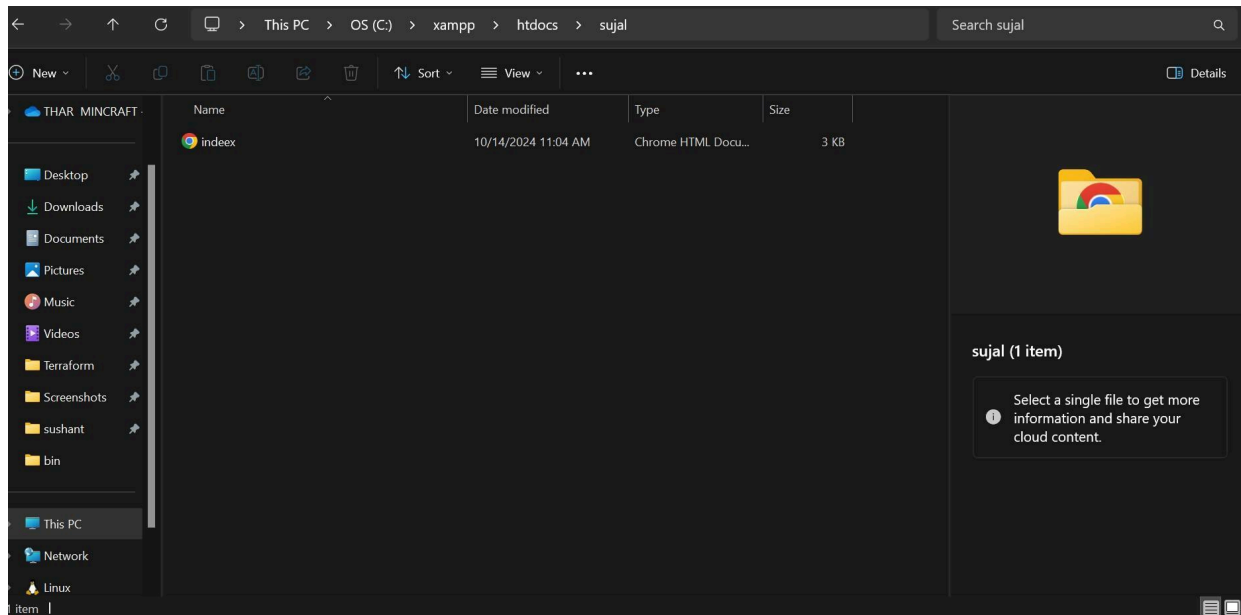 This PC > OS (C:) > xampp > htdocs > sujal
Search sujal
New
Sort
View
Details
THAR MINCRAFT -
Name
Date modified
Type
Size
indeex
10/14/2024 11:04 AM
Chrome HTML Docu...
3 KB
Desktop
Downloads
Documents
Pictures
Music
Videos
Terraform
Screenshots
sushant
bin
This PC
Network
Linux
sujal (1 item)
Select a single file to get more
information and share your
cloud content.
1 item